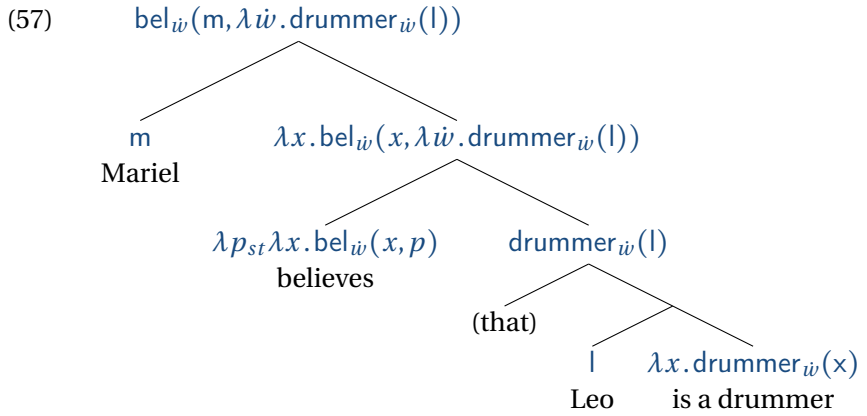 (57)
bel_ẇ(m, λẇ.drummer_ẇ(l))
m λx.bel_ẇ(x, λẇ.drummer_ẇ(l))
Mariel
λp_st λx.bel_ẇ(x, p) drummer_ẇ(l)
believes
(that)
l λx.drummer_ẇ(x)
Leo is a drummer